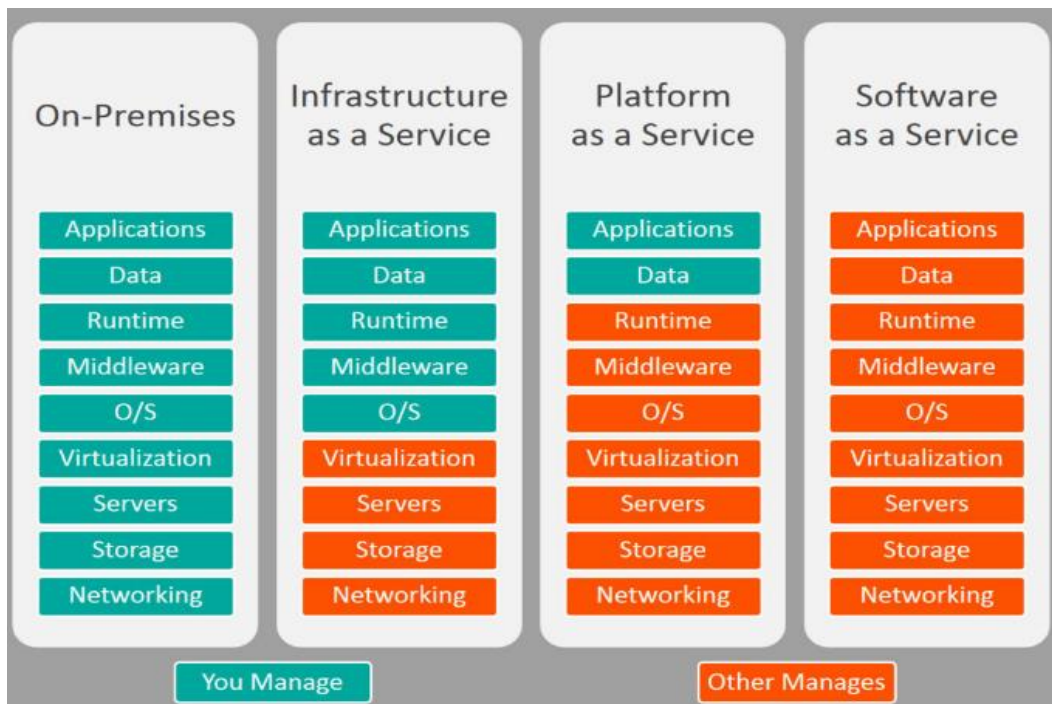 On-Premises
Applications
Data
Runtime
Middleware
O/S
Virtualization
Servers
Storage
Networking
Infrastructure
as a Service
Applications
Data
Runtime
Middleware
O/S
Virtualization
Servers
Storage
Networking
Platform
as a Service
Applications
Data
Runtime
Middleware
O/S
Virtualization
Servers
Storage
Networking
Software
as a Service
Applications
Data
Runtime
Middleware
O/S
Virtualization
Servers
Storage
Networking
You Manage
Other Manages